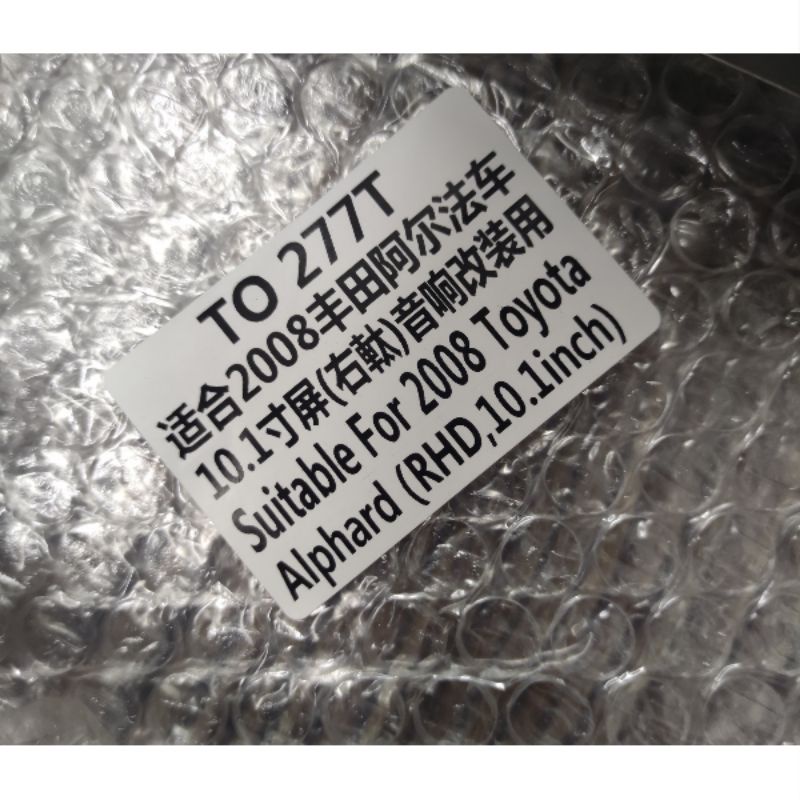 TO 277T
适合2008丰田阿尔法车
10.1寸屏(右軚)音响改装用
Suitable For 2008 Toyota
Alphard (RHD,10.1inch)